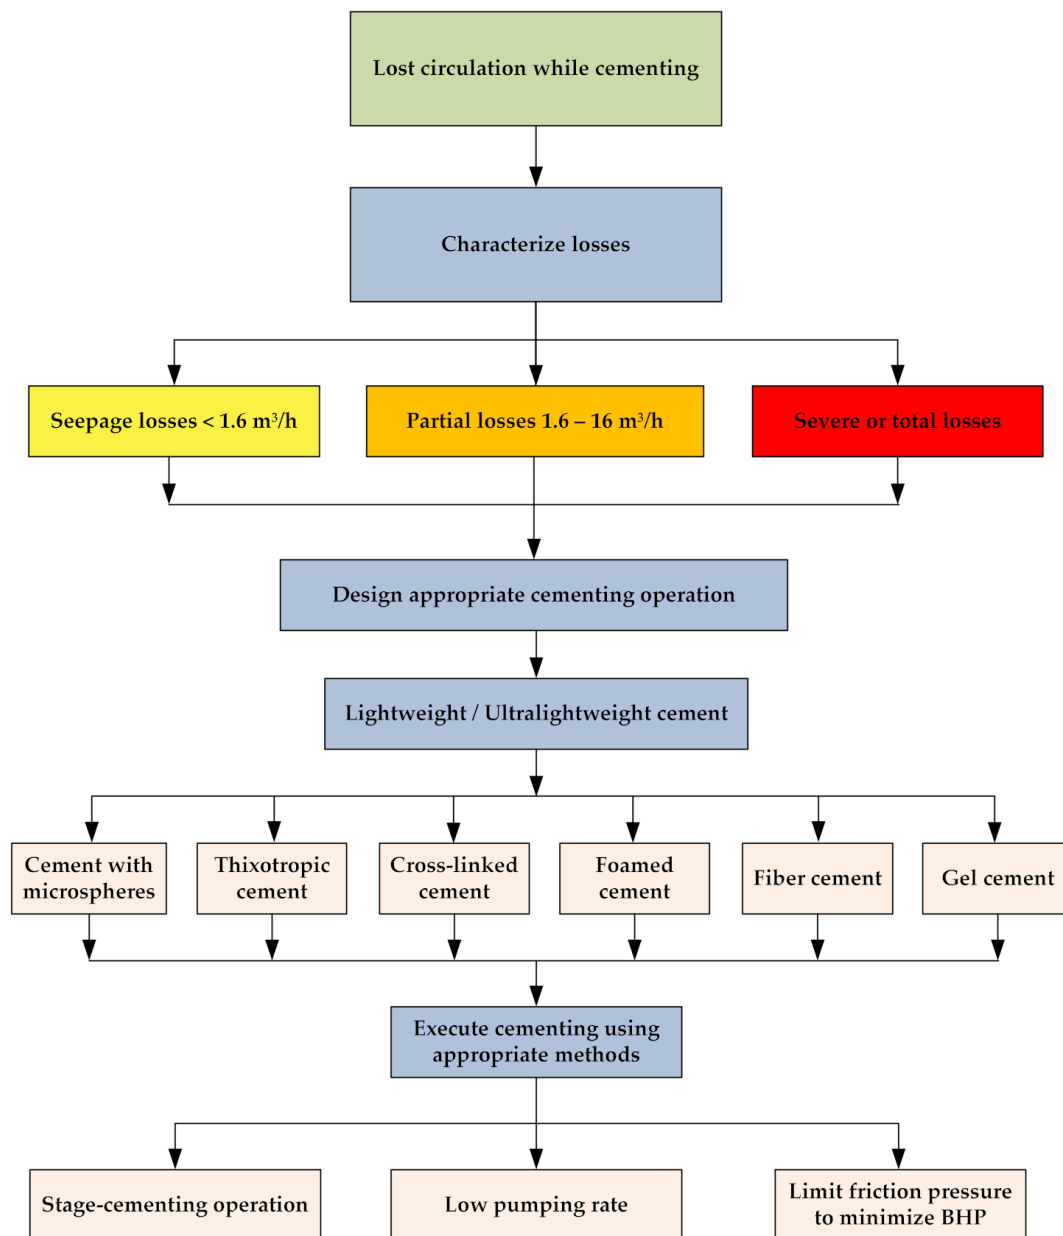 Lost circulation while cementing
Characterize losses
Seepage losses < 1.6 m³/h
Partial losses 1.6 – 16 m³/h
Severe or total losses
Design appropriate cementing operation
Lightweight / Ultralightweight cement
Cement with
microspheres
Thixotropic
cement
Cross-linked
cement
Foamed
cement
Fiber cement
Gel cement
Execute cementing using
appropriate methods
Stage-cementing operation
Low pumping rate
Limit friction pressure
to minimize BHP